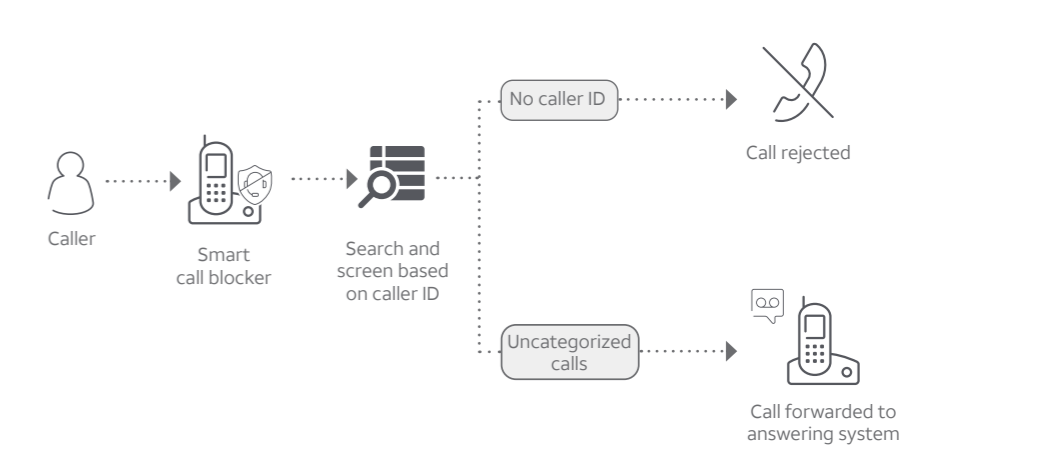 No caller ID
Call rejected
Caller
Smart
call blocker
Search and
screen based
on caller ID
Uncategorized
calls
Call forwarded to
answering system